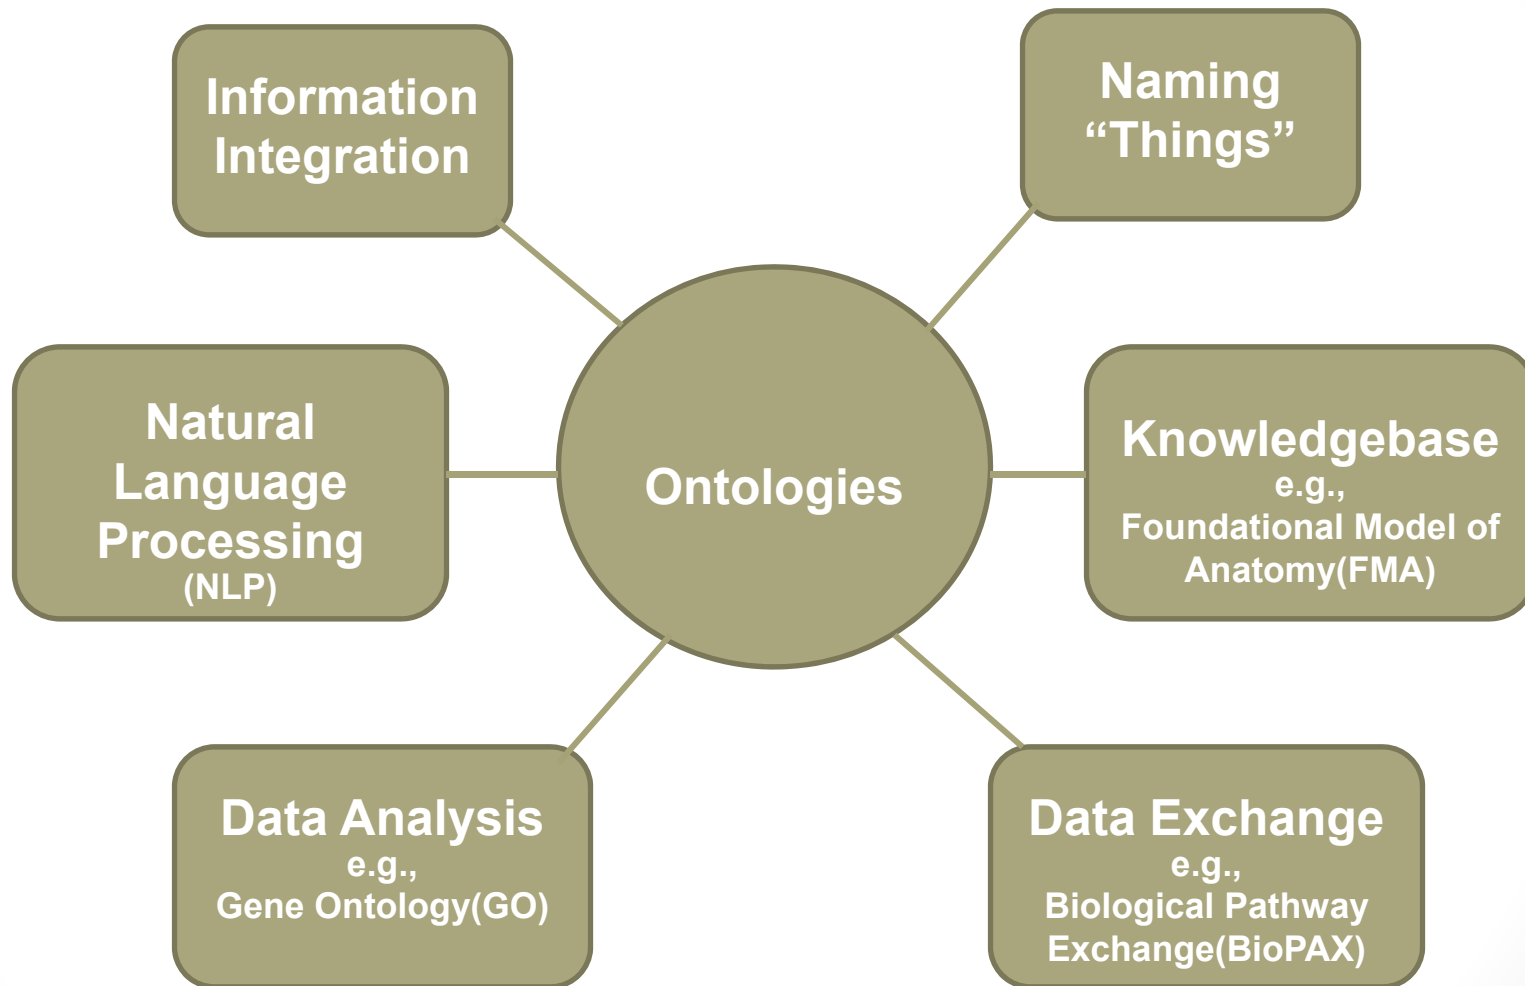 Information
Integration
Naming
“Things”
Natural
Language
Processing
(NLP)
Ontologies
Knowledgebase
e.g.,
Foundational Model of
Anatomy(FMA)
Data Analysis
e.g.,
Gene Ontology(GO)
Data Exchange
e.g.,
Biological Pathway
Exchange(BioPAX)